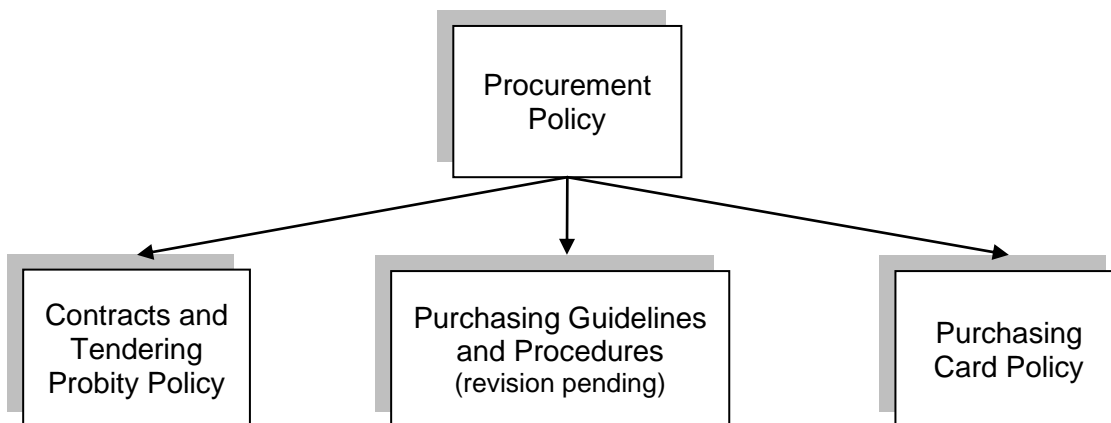 Procurement
Policy
Contracts and
Tendering
Probity Policy
Purchasing Guidelines
and Procedures
(revision pending)
Purchasing
Card Policy